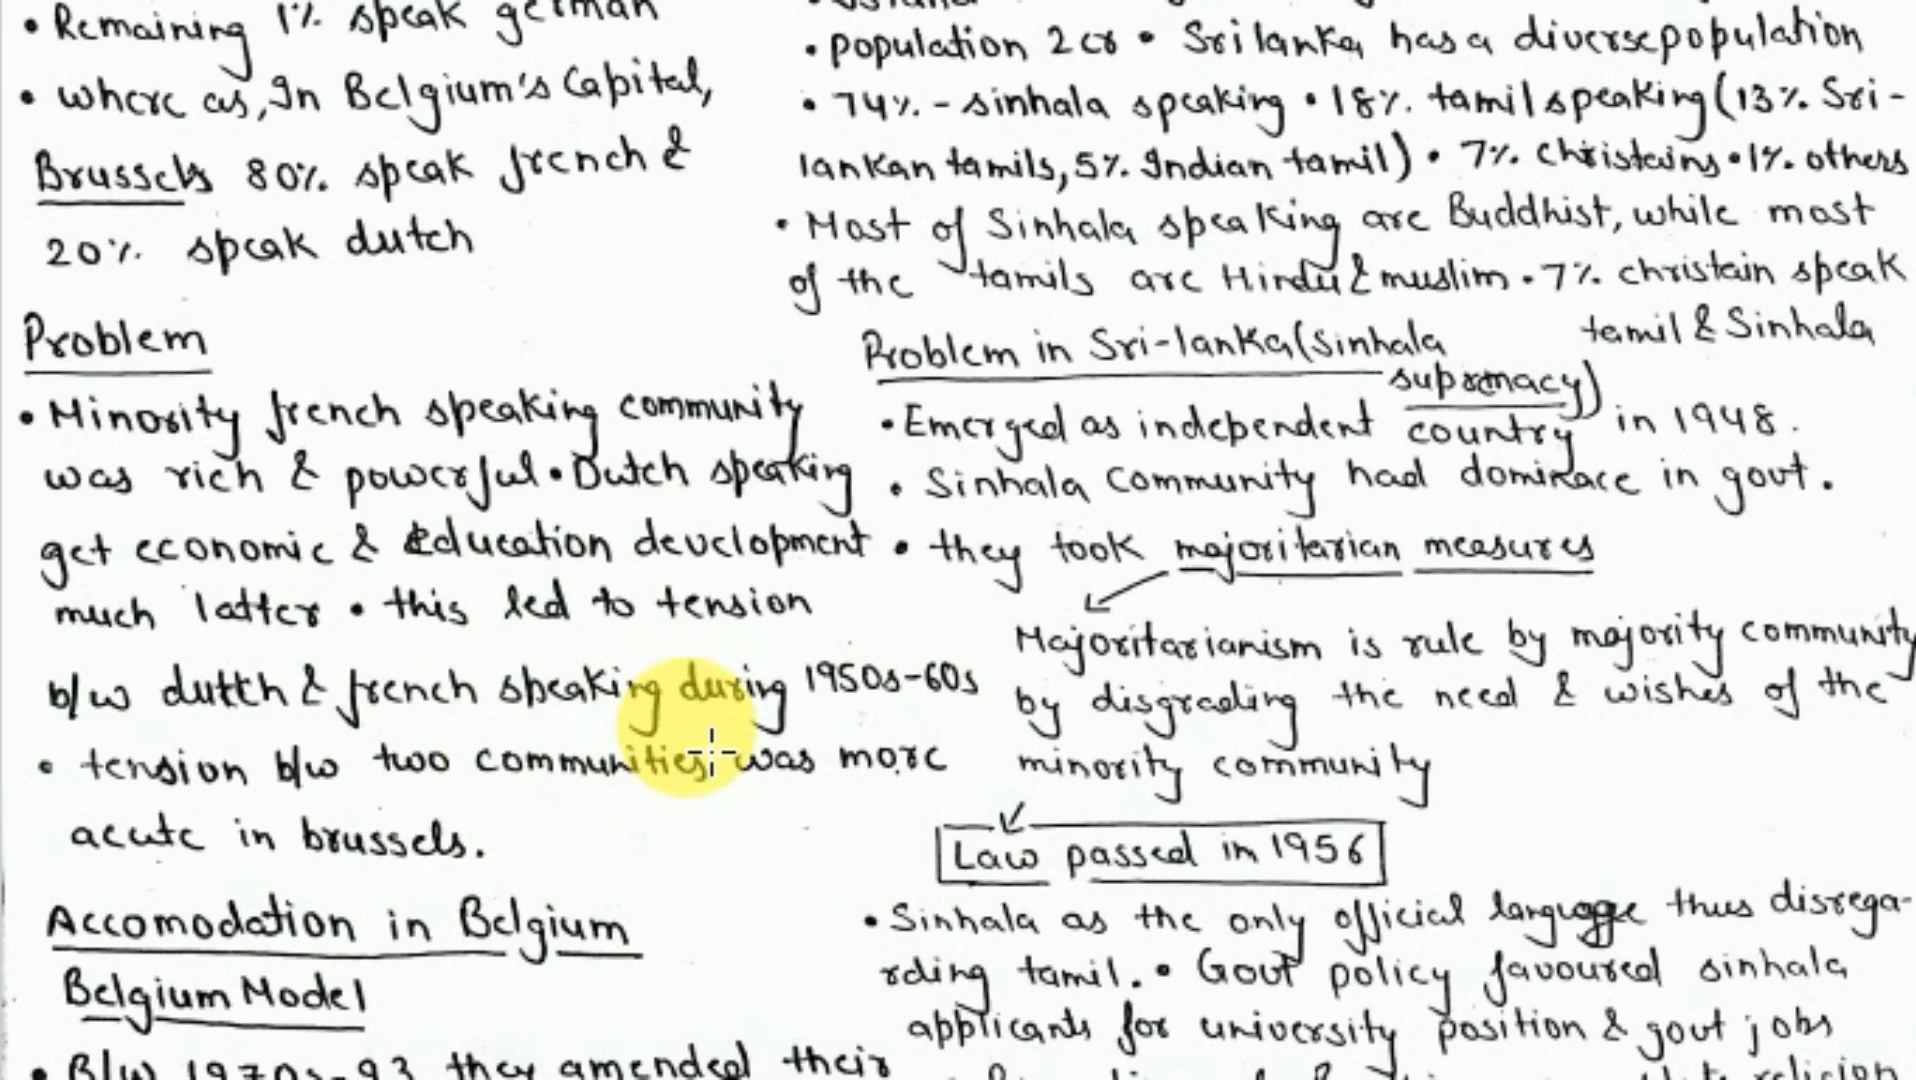 • Remaining 1% speak german
• where as, In Belgium's Capital,
Brussels 80% speak french &
20% speak dutch
Problem
• Minority french speaking community
was rich & powerful • Dutch speaking
get economic & education development
much latter • this led to tension
b/w dutch & french speaking during 1950s-60s
• tension b/w two communities was more
acute in brussels.
Accomodation in Belgium
Belgium Model
• B/w 1970s-93 they amended their
• population 2cr • Srilanka has a diverse population
• 74% - sinhala speaking • 18% tamil speaking (13% Sri-
lankan tamils, 5% Indian tamil) • 7% christains • 1% others
• Most of Sinhala speaking are Buddhist, while most
of the tamils are Hindu & muslim • 7% christain speak
tamil & Sinhala
Problem in Sri-lanka (Sinhala
supremacy)
• Emerged as independent country in 1948.
• Sinhala Community had dominace in govt.
• they took majoritarian measures
Majoritarianism is rule by majority community
by disgrading the need & wishes of the
minority community
Law passed in 1956
• Sinhala as the only official language thus disrega-
rding tamil. • Govt policy favoured sinhala
applicants for university position & govt jobs
religion